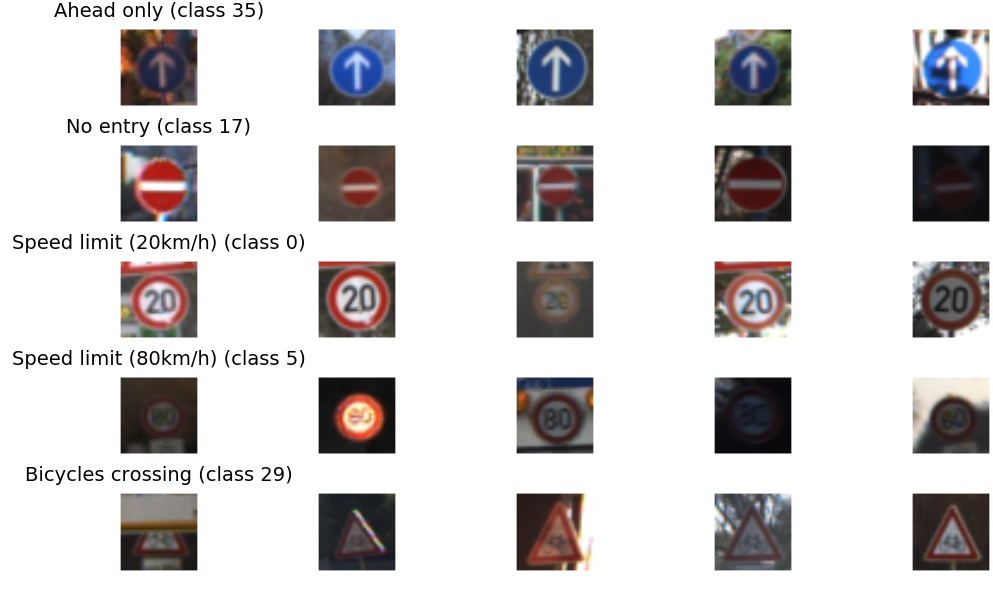 Ahead only (class 35)
No entry (class 17)
Speed limit (20km/h) (class 0)
20 20 20 20 20
Speed limit (80km/h) (class 5)
80 80 80 80 80
Bicycles crossing (class 29)